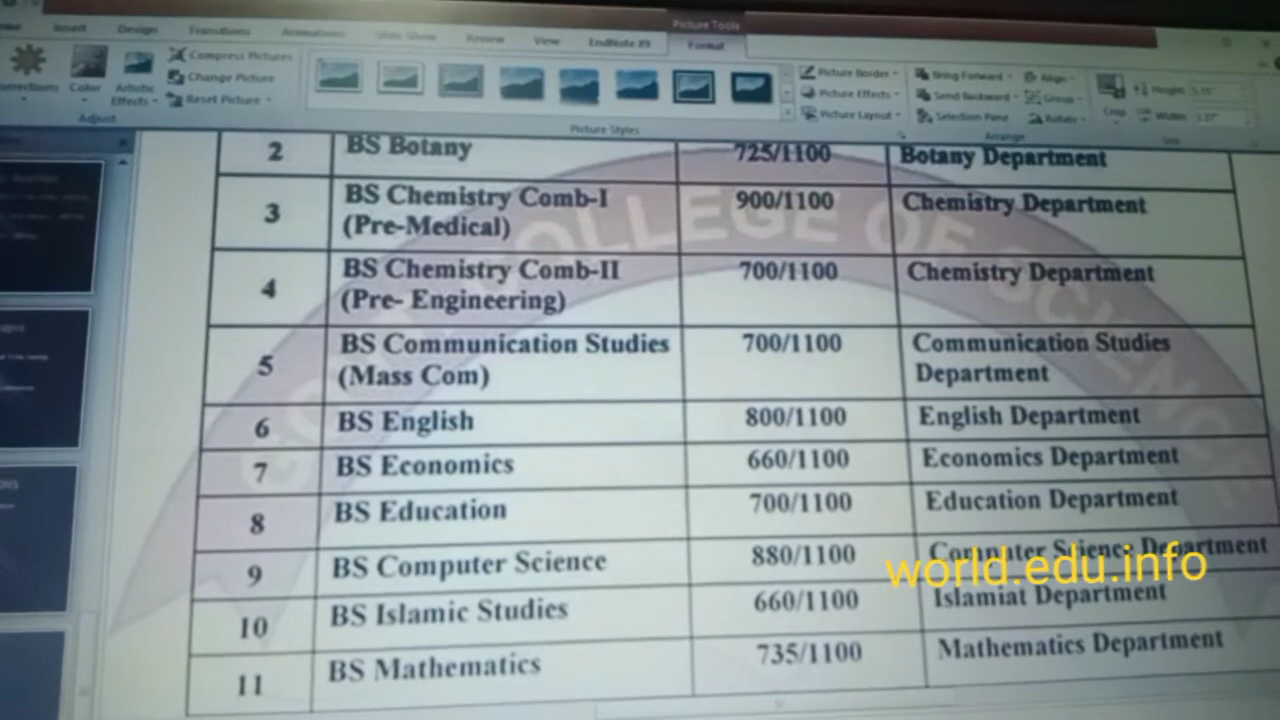 Picture Tools
Insert Design Transitions Animations Slide Show Review View EndNote X9 Format
Corrections Color Artistic Effects
Compress Pictures
Change Picture
Reset Picture
Adjust
Picture Styles
Picture Border
Picture Effects
Picture Layout
Bring Forward
Send Backward
Selection Pane
Align
Group
Rotate
Arrange
Crop
Height:
Width:
Size
2 BS Botany 725/1100 Botany Department
3 BS Chemistry Comb-I 900/1100 Chemistry Department
(Pre-Medical)
4 BS Chemistry Comb-II 700/1100 Chemistry Department
(Pre- Engineering)
5 BS Communication Studies 700/1100 Communication Studies
(Mass Com) Department
6 BS English 800/1100 English Department
7 BS Economics 660/1100 Economics Department
8 BS Education 700/1100 Education Department
9 BS Computer Science 880/1100 Computer Science Department
world.edu.info
10 BS Islamic Studies 660/1100 Islamiat Department
11 BS Mathematics 735/1100 Mathematics Department
COLLEGE OF SCIENCE